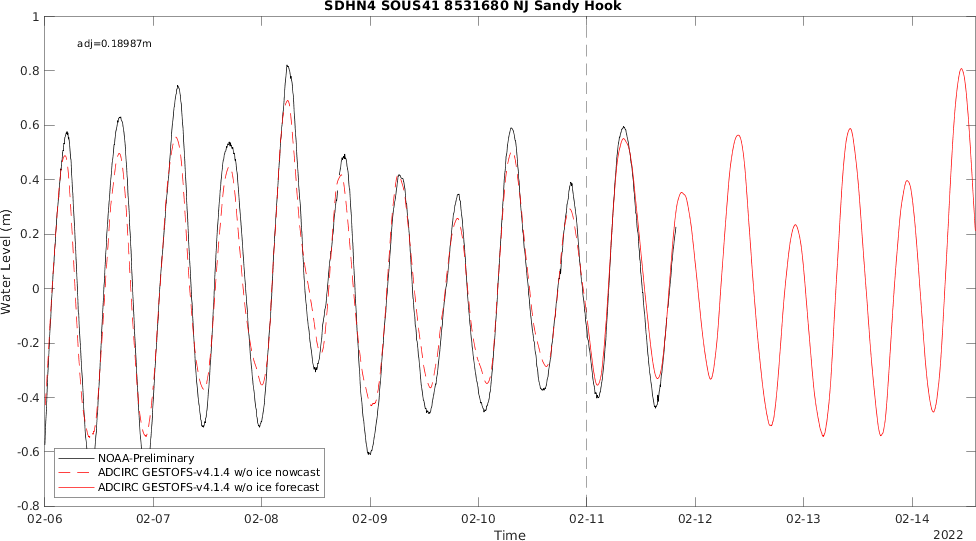 SDHN4 SOUS41 8531680 NJ Sandy Hook
1
adj=0.18987m
0.8
0.6
0.4
0.2
0
-0.2
-0.4
-0.6
-0.8
Water Level (m)
NOAA-Preliminary
ADCIRC GESTOFS-v4.1.4 w/o ice nowcast
ADCIRC GESTOFS-v4.1.4 w/o ice forecast
02-06 02-07 02-08 02-09 02-10 02-11 02-12 02-13 02-14
Time
2022